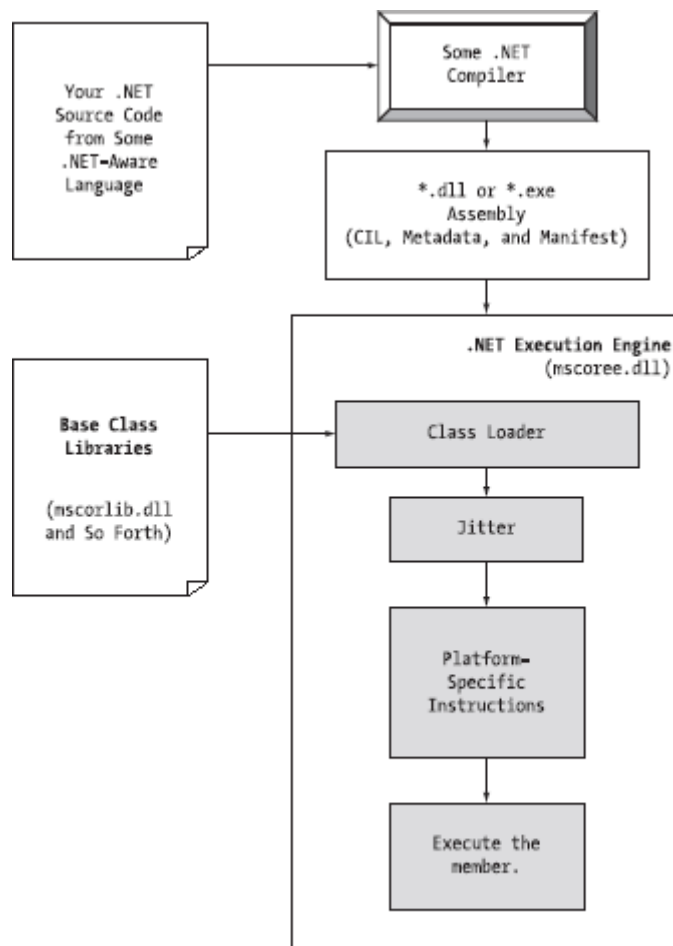 Your .NET
Source Code
from Some
.NET-Aware
Language
Some .NET
Compiler
*.dll or *.exe
Assembly
(CIL, Metadata, and Manifest)
.NET Execution Engine
(mscoree.dll)
Base Class
Libraries
(mscorlib.dll
and So Forth)
Class Loader
Jitter
Platform-
Specific
Instructions
Execute the
member.